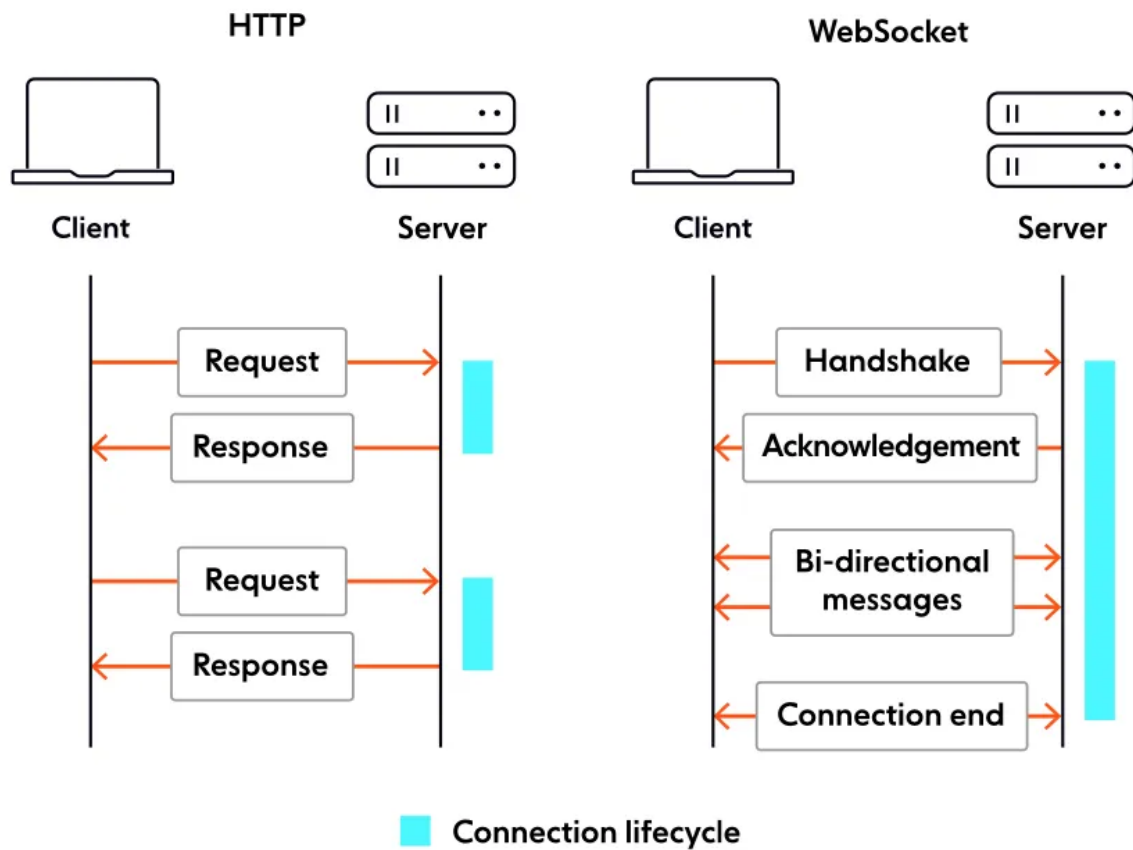 HTTP
Client
Server
Request
Response
Request
Response
WebSocket
Client
Server
Handshake
Acknowledgement
Bi-directional
messages
Connection end
Connection lifecycle